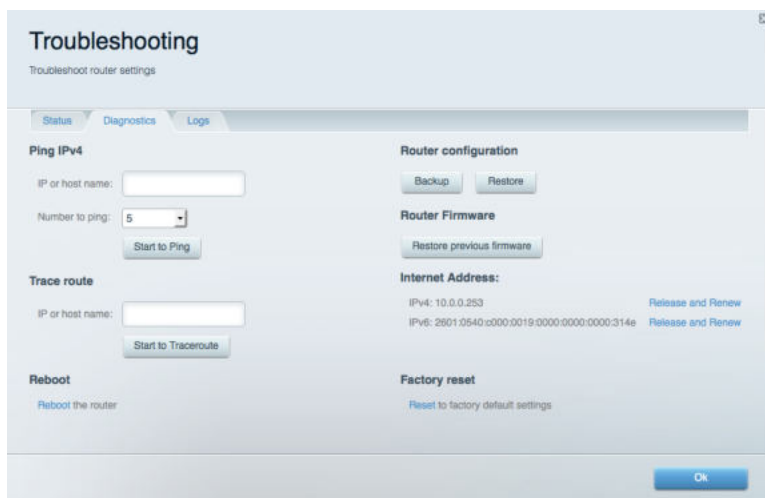 Troubleshooting
Troubleshoot router settings
Status
Diagnostics
Logs
Ping IPv4
IP or host name:
Number to ping: 5
Start to Ping
Trace route
IP or host name:
Start to Traceroute
Reboot
Reboot the router
Router configuration
Backup Restore
Router Firmware
Restore previous firmware
Internet Address:
IPv4: 10.0.0.253 Release and Renew
IPv6: 2601:0540:c000:0019:0000:0000:0000:314e Release and Renew
Factory reset
Reset to factory default settings
Ok